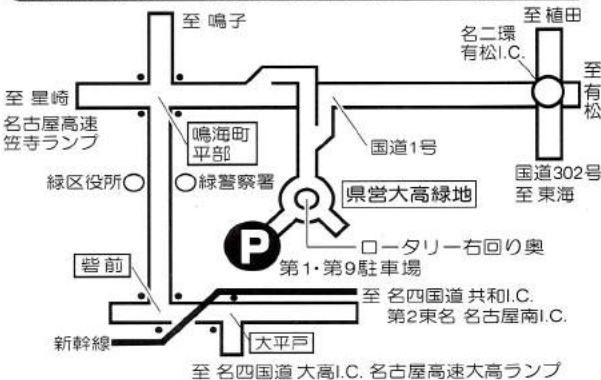 至 鳴子
至 植田
名二環
有松I.C.
至 星崎
至
有
松
名古屋高速
笠寺ランプ
鳴海町
平部
国道1号
国道302号
至 東海
緑区役所
緑警察署
県営大高緑地
P
ロータリー右回り奥
第1・第9駐車場
砦前
至 名四国道 共和I.C.
第2東名 名古屋南I.C.
新幹線
大平戸
至 名四国道 大高I.C. 名古屋高速大高ランプ